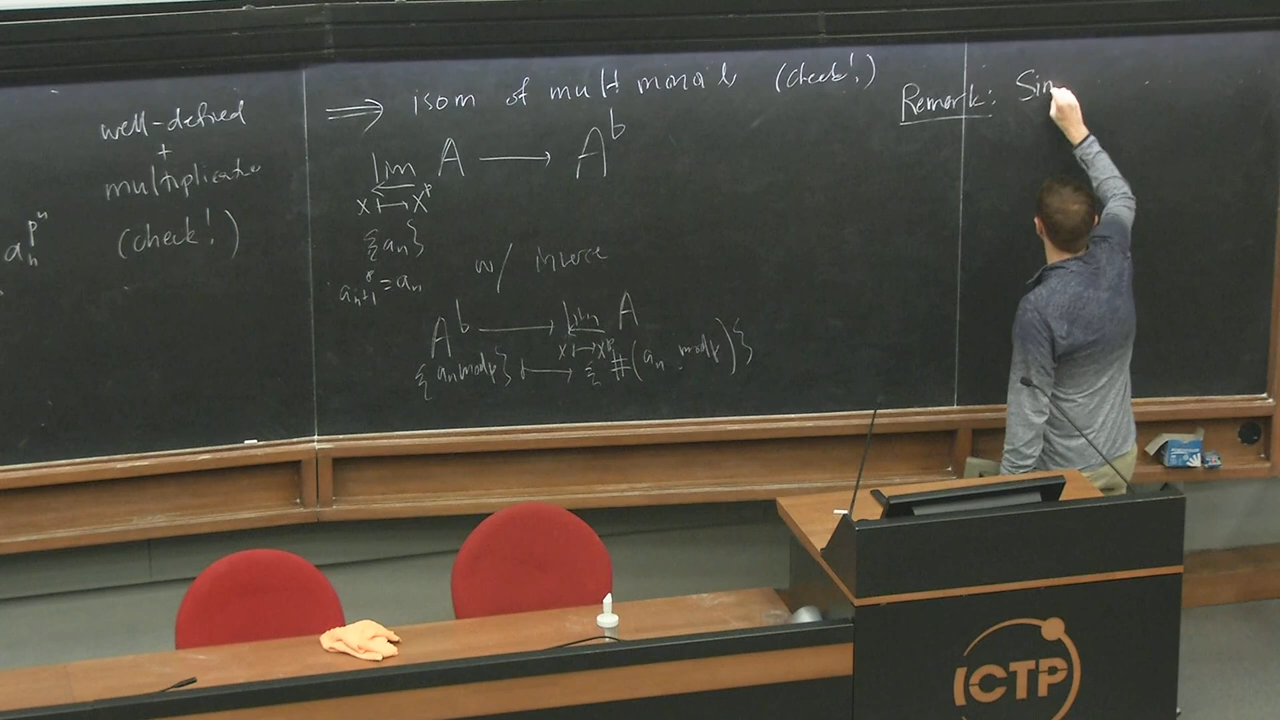 well-defined
+
multiplicative
(check!)
a_n^{p^n}
⟹ isom of mult monoids (check!)
lim A ⟶ A^b
⟵
x ↦ x^p
{a_n}
a_{n+1}^p = a_n
w/ inverse
A^b ⟶ lim A
⟵
x ↦ x^p
{a_n mod p} ⟼ {#(a_n mod p)}
Remark: Sin
ICTP